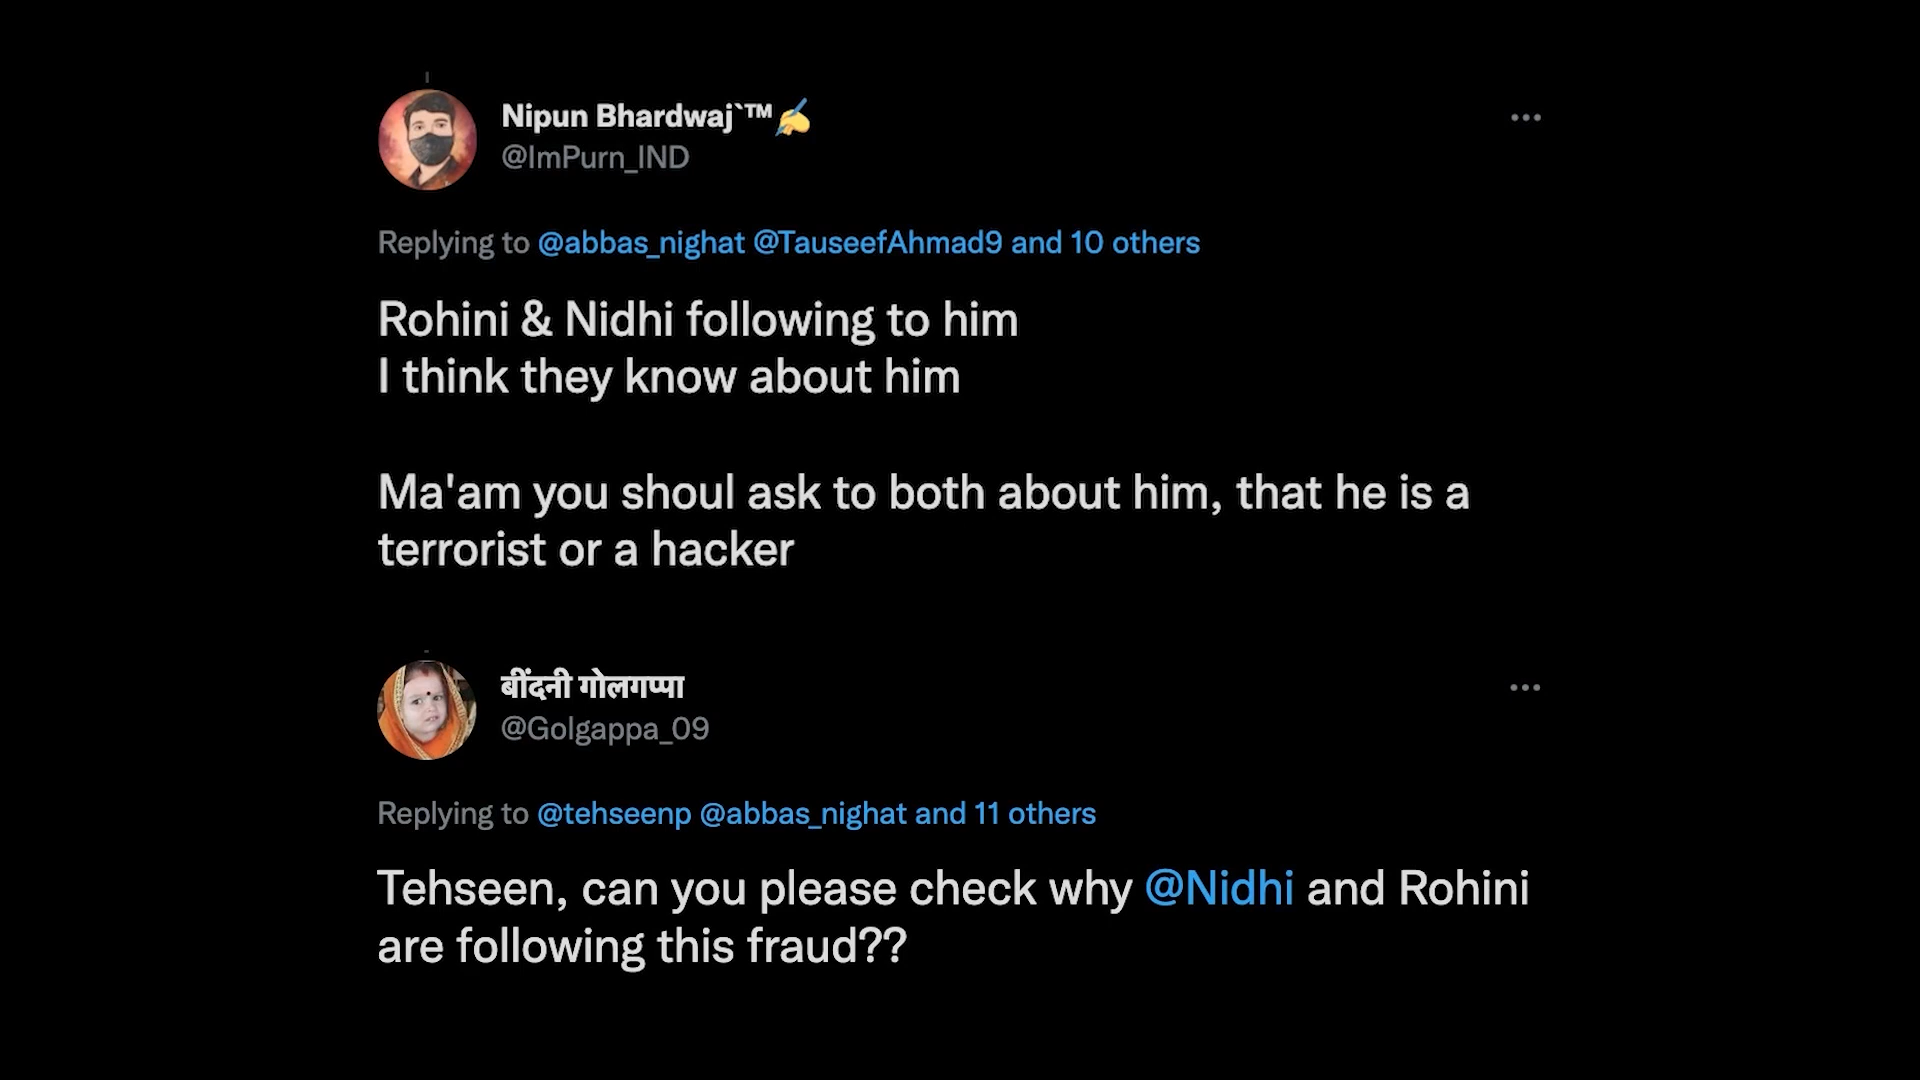 Nipun Bhardwaj`™✍️
@ImPurn_IND
Replying to @abbas_nighat @TauseefAhmad9 and 10 others
Rohini & Nidhi following to him
I think they know about him
Ma'am you shoul ask to both about him, that he is a
terrorist or a hacker
बींदनी गोलगप्पा
@Golgappa_09
Replying to @tehseenp @abbas_nighat and 11 others
Tehseen, can you please check why @Nidhi and Rohini
are following this fraud??